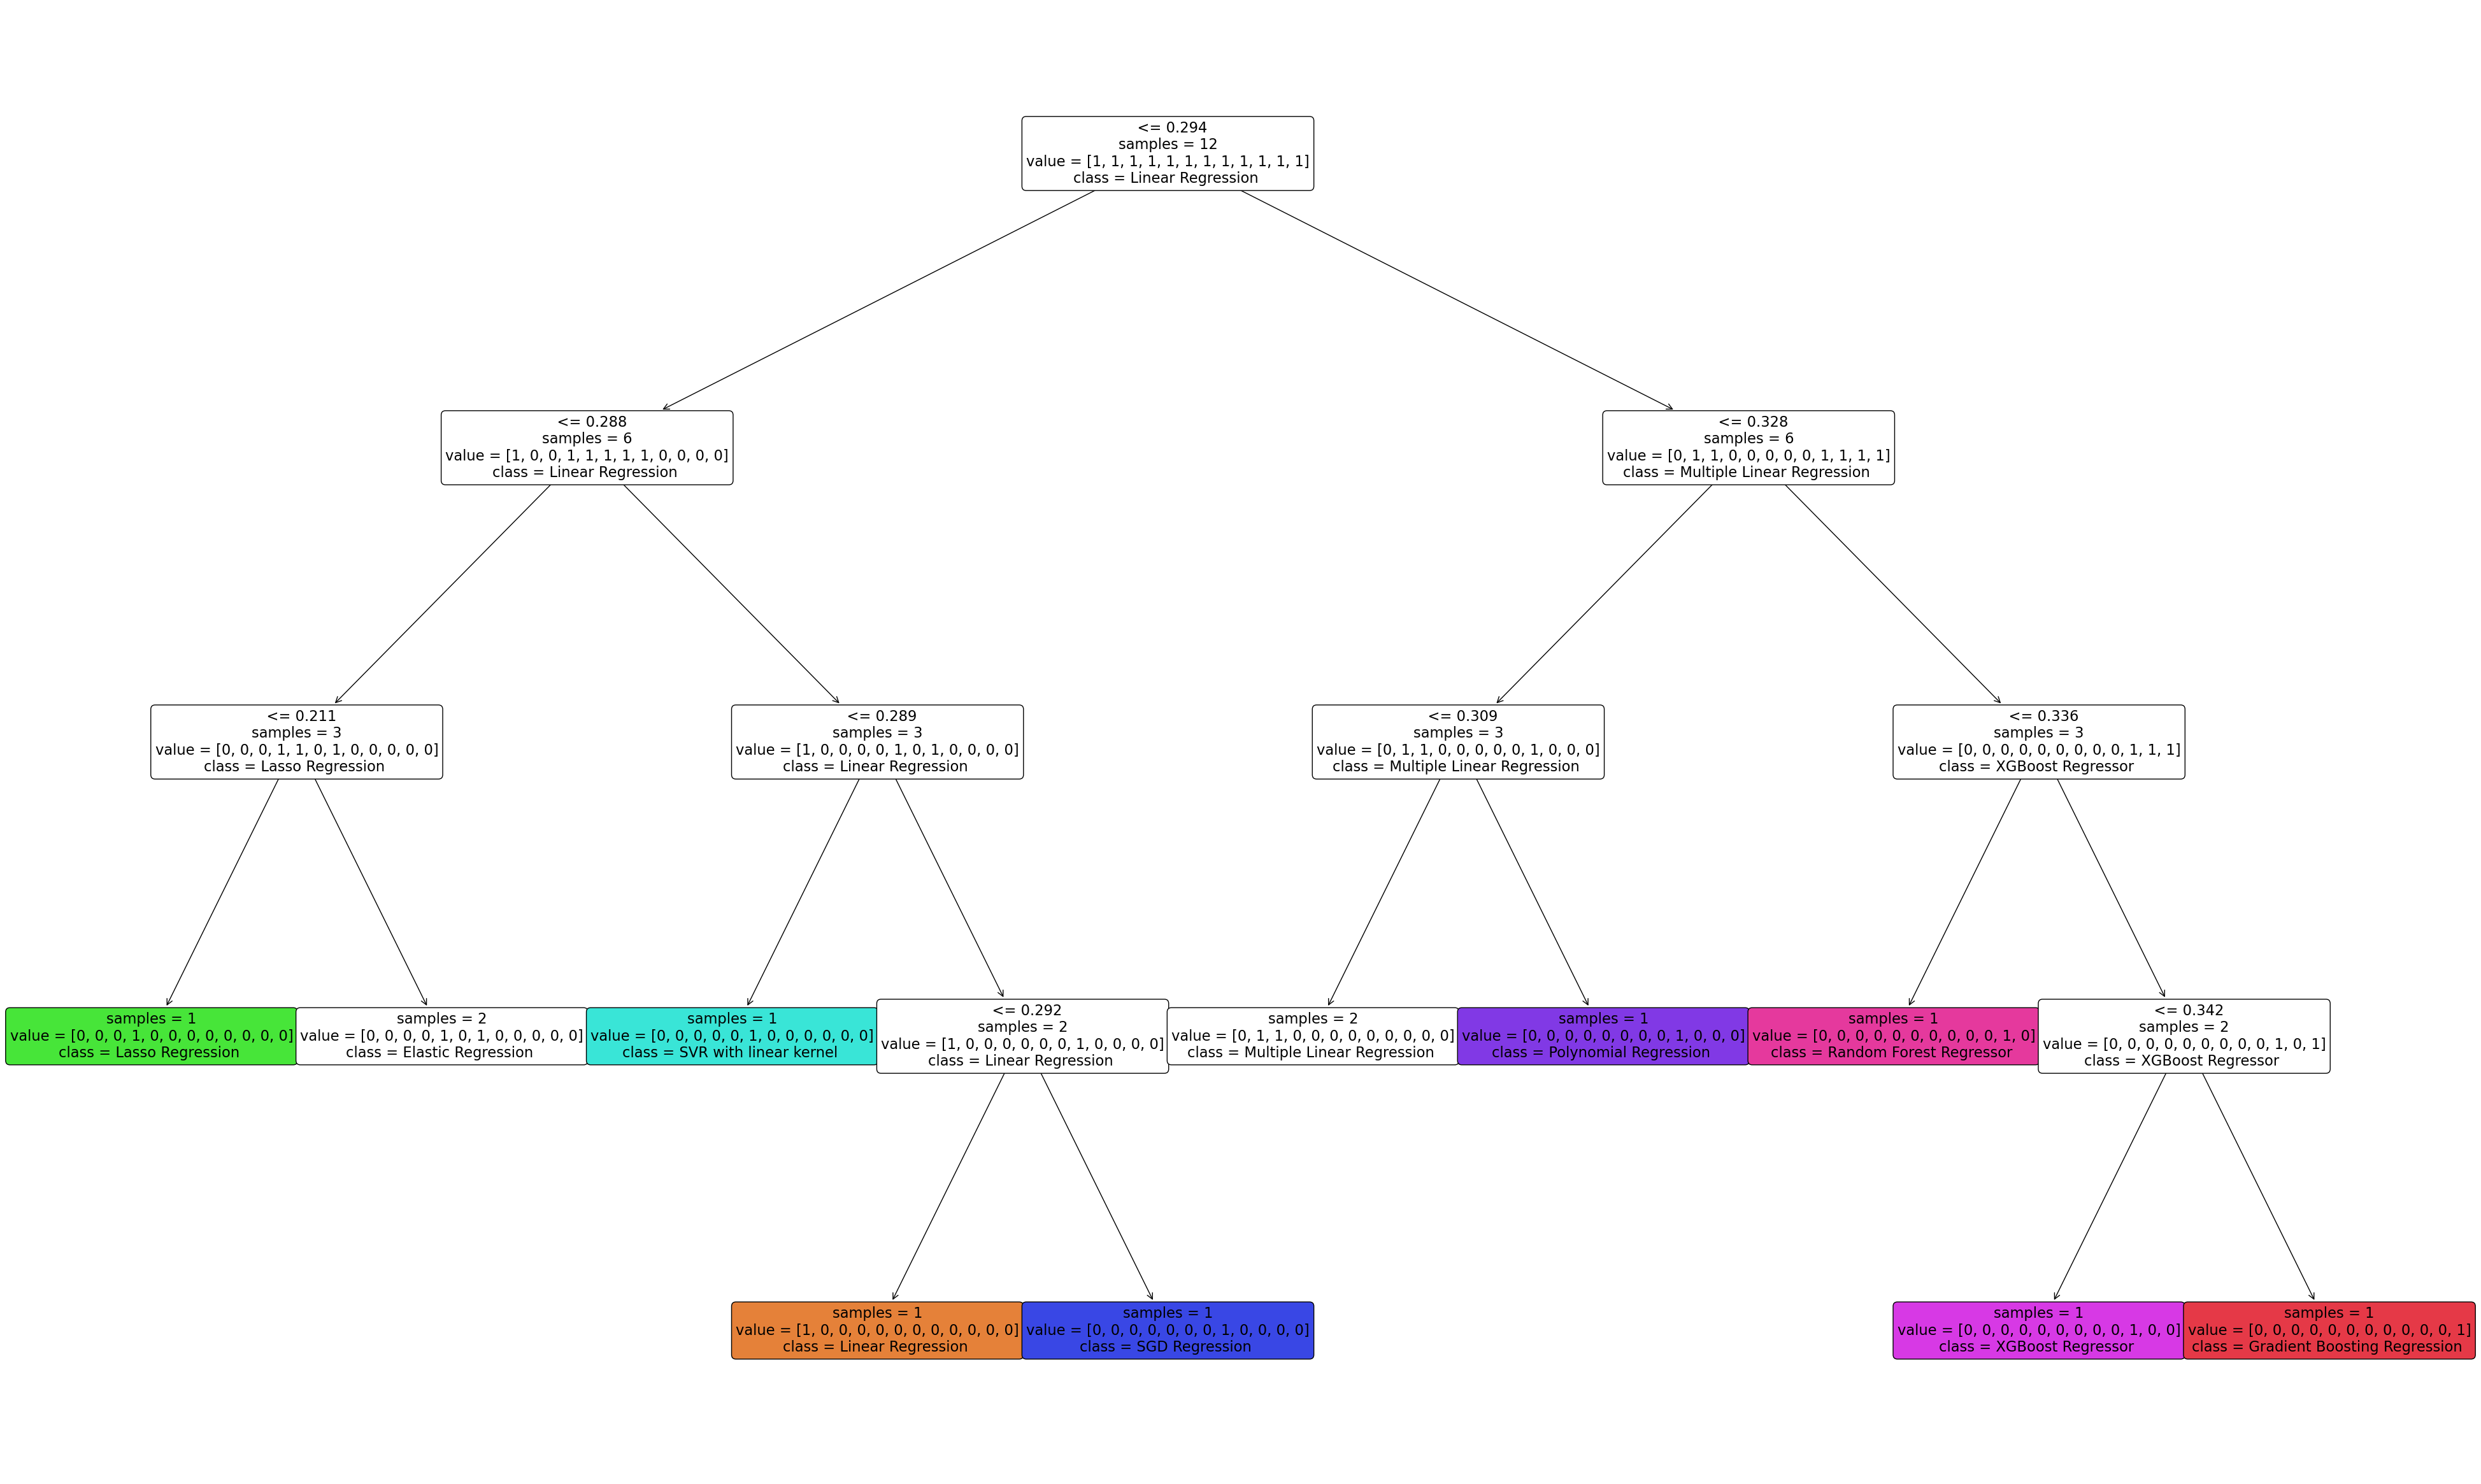 <= 0.294
samples = 12
value = [1, 1, 1, 1, 1, 1, 1, 1, 1, 1, 1, 1]
class = Linear Regression
<= 0.288
samples = 6
value = [1, 0, 0, 1, 1, 1, 1, 1, 0, 0, 0, 0]
class = Linear Regression
<= 0.328
samples = 6
value = [0, 1, 1, 0, 0, 0, 0, 0, 1, 1, 1, 1]
class = Multiple Linear Regression
<= 0.211
samples = 3
value = [0, 0, 0, 1, 1, 0, 1, 0, 0, 0, 0, 0]
class = Lasso Regression
<= 0.289
samples = 3
value = [1, 0, 0, 0, 0, 1, 0, 1, 0, 0, 0, 0]
class = Linear Regression
<= 0.309
samples = 3
value = [0, 1, 1, 0, 0, 0, 0, 0, 1, 0, 0, 0]
class = Multiple Linear Regression
<= 0.336
samples = 3
value = [0, 0, 0, 0, 0, 0, 0, 0, 0, 1, 1, 1]
class = XGBoost Regressor
samples = 1
value = [0, 0, 0, 1, 0, 0, 0, 0, 0, 0, 0, 0]
class = Lasso Regression
samples = 2
value = [0, 0, 0, 0, 1, 0, 1, 0, 0, 0, 0, 0]
class = Elastic Regression
samples = 1
value = [0, 0, 0, 0, 0, 1, 0, 0, 0, 0, 0, 0]
class = SVR with linear kernel
<= 0.292
samples = 2
value = [1, 0, 0, 0, 0, 0, 0, 1, 0, 0, 0, 0]
class = Linear Regression
samples = 2
value = [0, 1, 1, 0, 0, 0, 0, 0, 0, 0, 0, 0]
class = Multiple Linear Regression
samples = 1
value = [0, 0, 0, 0, 0, 0, 0, 0, 1, 0, 0, 0]
class = Polynomial Regression
samples = 1
value = [0, 0, 0, 0, 0, 0, 0, 0, 0, 0, 1, 0]
class = Random Forest Regressor
<= 0.342
samples = 2
value = [0, 0, 0, 0, 0, 0, 0, 0, 0, 1, 0, 1]
class = XGBoost Regressor
samples = 1
value = [1, 0, 0, 0, 0, 0, 0, 0, 0, 0, 0, 0]
class = Linear Regression
samples = 1
value = [0, 0, 0, 0, 0, 0, 0, 1, 0, 0, 0, 0]
class = SGD Regression
samples = 1
value = [0, 0, 0, 0, 0, 0, 0, 0, 0, 1, 0, 0]
class = XGBoost Regressor
samples = 1
value = [0, 0, 0, 0, 0, 0, 0, 0, 0, 0, 0, 1]
class = Gradient Boosting Regression